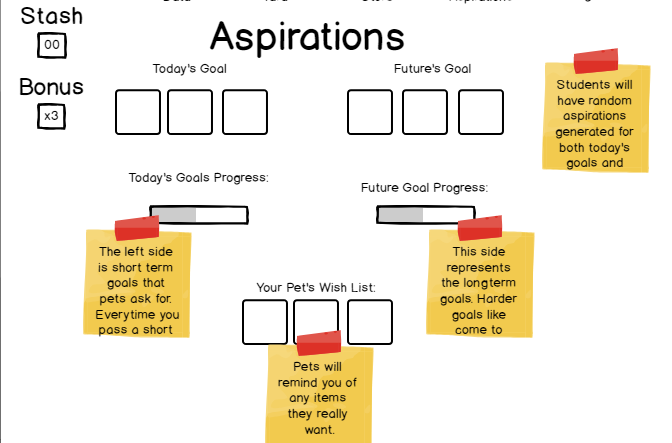 Stash
00
Bonus
x3
Aspirations
Today's Goal
Future's Goal
Students will
have random
aspirations
generated for
both today's
goals and
Today's Goals Progress:
Future Goal Progress:
The left side
is short term
goals that
pets ask for.
Everytime you
pass a short
This side
represents
the longterm
goals. Harder
goals like
come to
Your Pet's Wish List:
Pets will
remind you of
any items
they really
want.